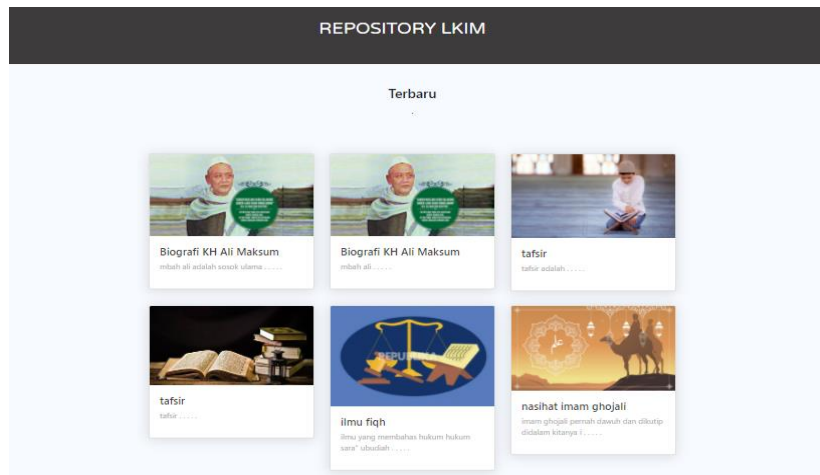 REPOSITORY LKIM
Terbaru
Biografi KH Ali Maksum
mbah ali adalah sosok ulama . . . . .
Biografi KH Ali Maksum
mbah ali . . . . .
tafsir
tafsir adalah . . . . .
tafsir
tafsir . . . . .
REPUBLIKA
ilmu fiqh
ilmu yang membahas hukum hukum
sara" ubudiah . . . . .
nasihat imam ghojali
imam ghojali pernah dawuh dan dikutip
didalam kitanya i . . . . .